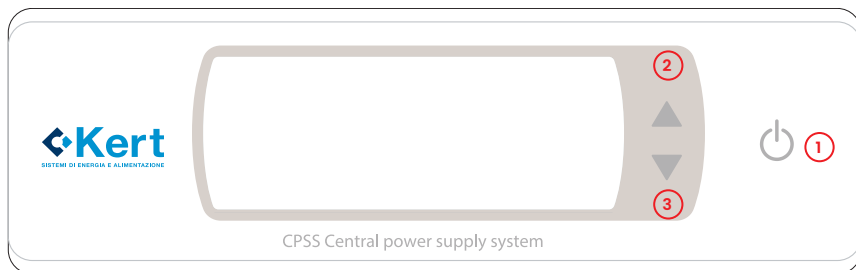 2
Kert
SISTEMI DI ENERGIA E ALIMENTAZIONE
1
3
CPSS Central power supply system